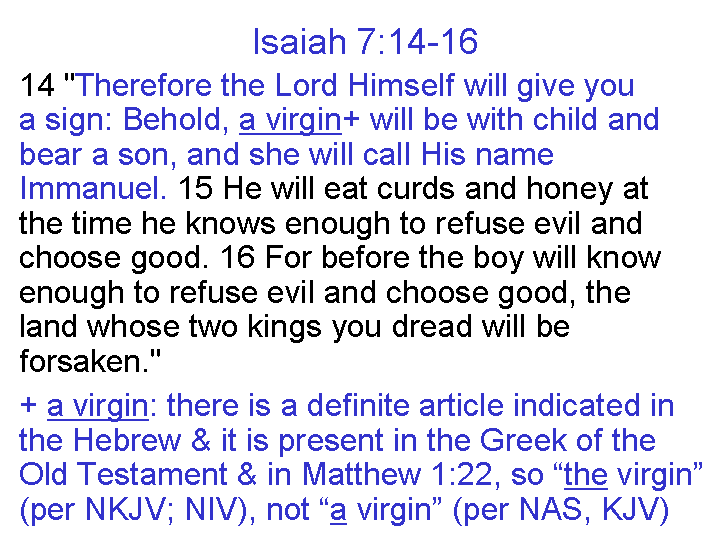 Isaiah 7:14-16
14 "Therefore the Lord Himself will give you
a sign: Behold, a virgin+ will be with child and
bear a son, and she will call His name
Immanuel. 15 He will eat curds and honey at
the time he knows enough to refuse evil and
choose good. 16 For before the boy will know
enough to refuse evil and choose good, the
land whose two kings you dread will be
forsaken."
+ a virgin: there is a definite article indicated in
the Hebrew & it is present in the Greek of the
Old Testament & in Matthew 1:22, so “the virgin”
(per NKJV; NIV), not “a virgin” (per NAS, KJV)